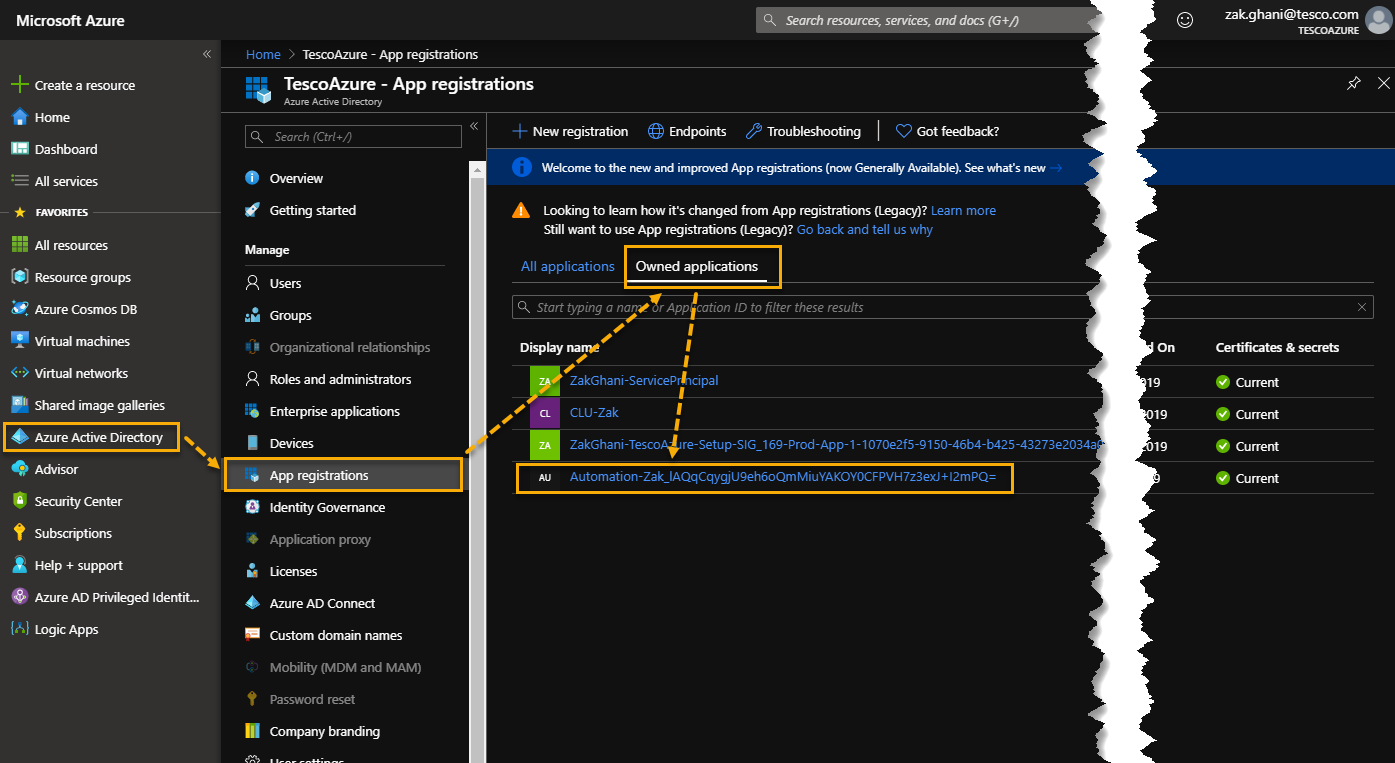 Microsoft Azure
Search resources, services, and docs (G+/)
zak.ghani@tesco.com
TESCOAZURE
Create a resource
Home
Dashboard
All services
FAVORITES
All resources
Resource groups
Azure Cosmos DB
Virtual machines
Virtual networks
Shared image galleries
Azure Active Directory
Advisor
Security Center
Subscriptions
Help + support
Azure AD Privileged Identit...
Logic Apps
Home > TescoAzure - App registrations
TescoAzure - App registrations
Azure Active Directory
Search (Ctrl+/)
Overview
Getting started
Manage
Users
Groups
Organizational relationships
Roles and administrators
Enterprise applications
Devices
App registrations
Identity Governance
Application proxy
Licenses
Azure AD Connect
Custom domain names
Mobility (MDM and MAM)
Password reset
Company branding
User settings
New registration Endpoints Troubleshooting Got feedback?
Welcome to the new and improved App registrations (now Generally Available). See what's new
Looking to learn how it's changed from App registrations (Legacy)? Learn more
Still want to use App registrations (Legacy)? Go back and tell us why
All applications Owned applications
Start typing a name or Application ID to filter these results
Display name On Certificates & secrets
ZA ZakGhani-ServicePrincipal 019 Current
CL CLU-Zak 2019 Current
ZA ZakGhani-TescoAzure-Setup-SIG_169-Prod-App-1-1070e2f5-9150-46b4-b425-43273e2034a 2019 Current
AU Automation-Zak_lAQqCqygjU9eh6oQmMiuYAKOY0CFPVH7z3exJ+I2mPQ= 019 Current